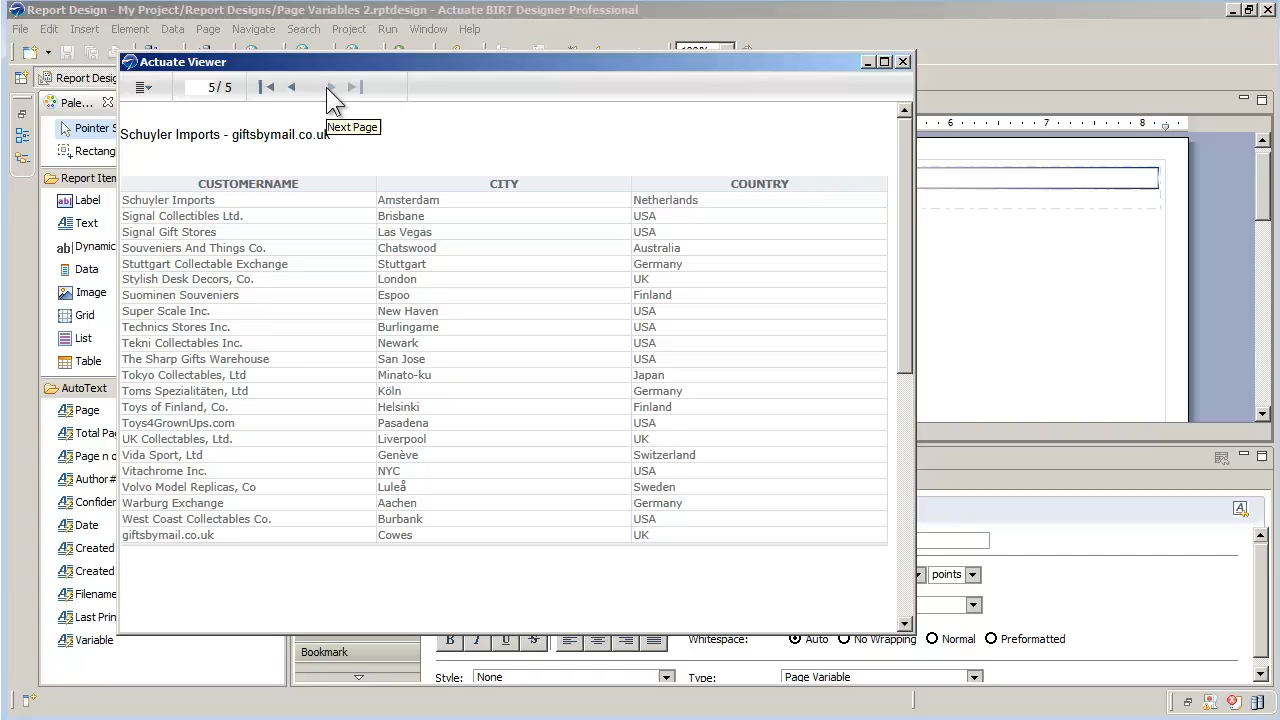 Report Design - My Project/Report Designs/Page Variables 2.rptdesign - Actuate BIRT Designer Professional
File Edit Insert Element Data Page Navigate Search Project Run Window Help
Report Desig
Actuate Viewer
5/ 5
Next Page
Schuyler Imports - giftsbymail.co.uk
CUSTOMERNAME CITY COUNTRY
Schuyler Imports Amsterdam Netherlands
Signal Collectibles Ltd. Brisbane USA
Signal Gift Stores Las Vegas USA
Souveniers And Things Co. Chatswood Australia
Stuttgart Collectable Exchange Stuttgart Germany
Stylish Desk Decors, Co. London UK
Suominen Souveniers Espoo Finland
Super Scale Inc. New Haven USA
Technics Stores Inc. Burlingame USA
Tekni Collectables Inc. Newark USA
The Sharp Gifts Warehouse San Jose USA
Tokyo Collectables, Ltd Minato-ku Japan
Toms Spezialitäten, Ltd Köln Germany
Toys of Finland, Co. Helsinki Finland
Toys4GrownUps.com Pasadena USA
UK Collectables, Ltd. Liverpool UK
Vida Sport, Ltd Genève Switzerland
Vitachrome Inc. NYC USA
Volvo Model Replicas, Co Luleå Sweden
Warburg Exchange Aachen Germany
West Coast Collectables Co. Burbank USA
giftsbymail.co.uk Cowes UK
Pale...
Pointer S
Rectang
Report Item
Label
Text
Dynamic
Data
Image
Grid
List
Table
AutoText
Page
Total Pa
Page n o
Author #
Confiden
Date
Created
Created
Filename
Last Prin
Variable
6 7 8
points
B I U S
Whitespace: Auto No Wrapping Normal Preformatted
Bookmark
Style: None Type: Page Variable